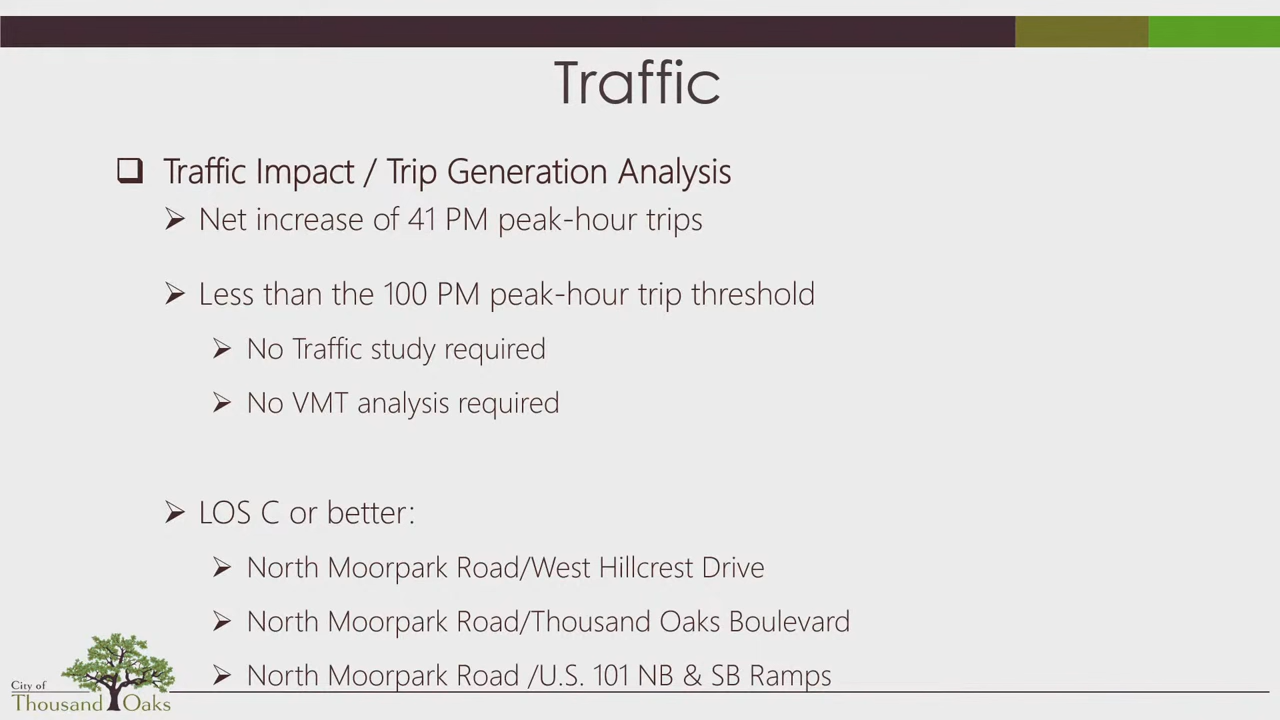 Traffic
Traffic Impact / Trip Generation Analysis
Net increase of 41 PM peak-hour trips
Less than the 100 PM peak-hour trip threshold
No Traffic study required
No VMT analysis required
LOS C or better:
North Moorpark Road/West Hillcrest Drive
North Moorpark Road/Thousand Oaks Boulevard
North Moorpark Road /U.S. 101 NB & SB Ramps
City of
Thousand Oaks